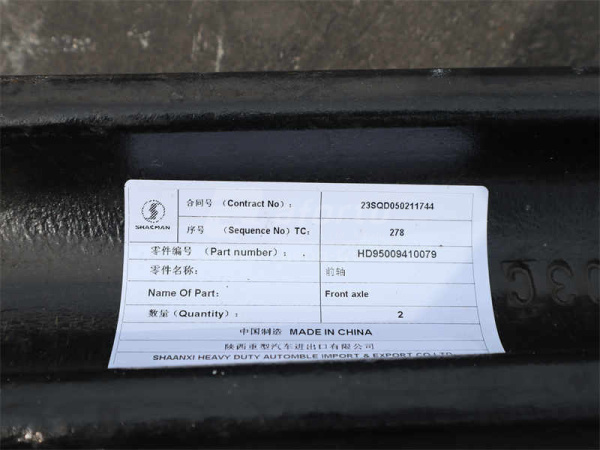 SHACMAN
合同号 (Contract No): 23SQD050211744
序号 (Sequence No) TC: 278
零件编号 (Part number): HD95009410079
零件名称: 前轴
Name Of Part: Front axle
数量 (Quantity): 2
中国制造 MADE IN CHINA
陕西重型汽车进出口有限公司
SHAANXI HEAVY DUTY AUTOMBLE IMPORT & EXPORT CO.LTD